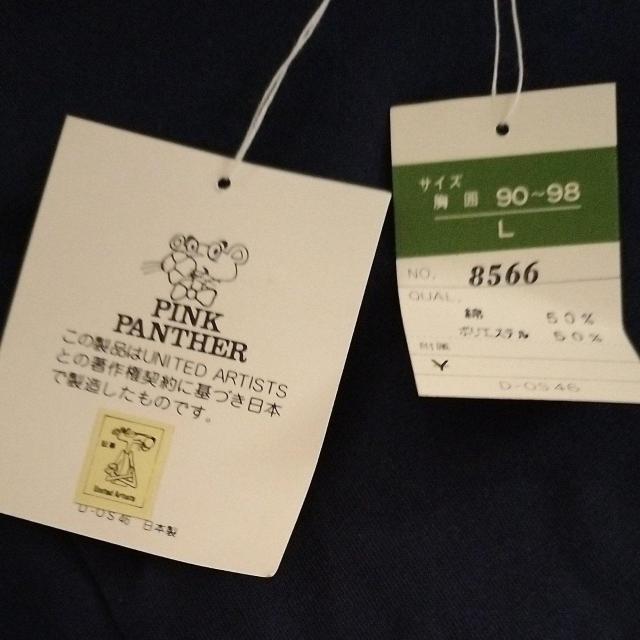 PINK
PANTHER
この製品はUNITED ARTISTS
との著作権契約に基づき日本
で製造したものです。
United Artists
D-OS46 日本製
サイズ
胸囲 90~98
L
NO. 8566
QUAL.
綿 50%
ポリエステル 50%
¥
D-OS46